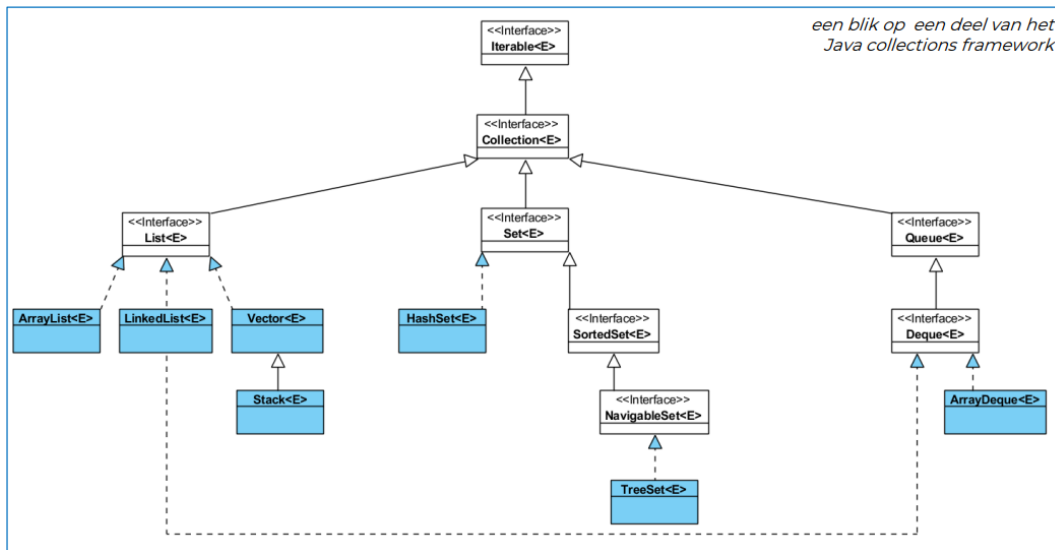 een blik op een deel van het
Java collections framework
<<Interface>>
Iterable<E>
<<Interface>>
Collection<E>
<<Interface>>
List<E>
<<Interface>>
Set<E>
<<Interface>>
Queue<E>
ArrayList<E>
LinkedList<E>
Vector<E>
HashSet<E>
<<Interface>>
SortedSet<E>
<<Interface>>
Deque<E>
Stack<E>
<<Interface>>
NavigableSet<E>
ArrayDeque<E>
TreeSet<E>